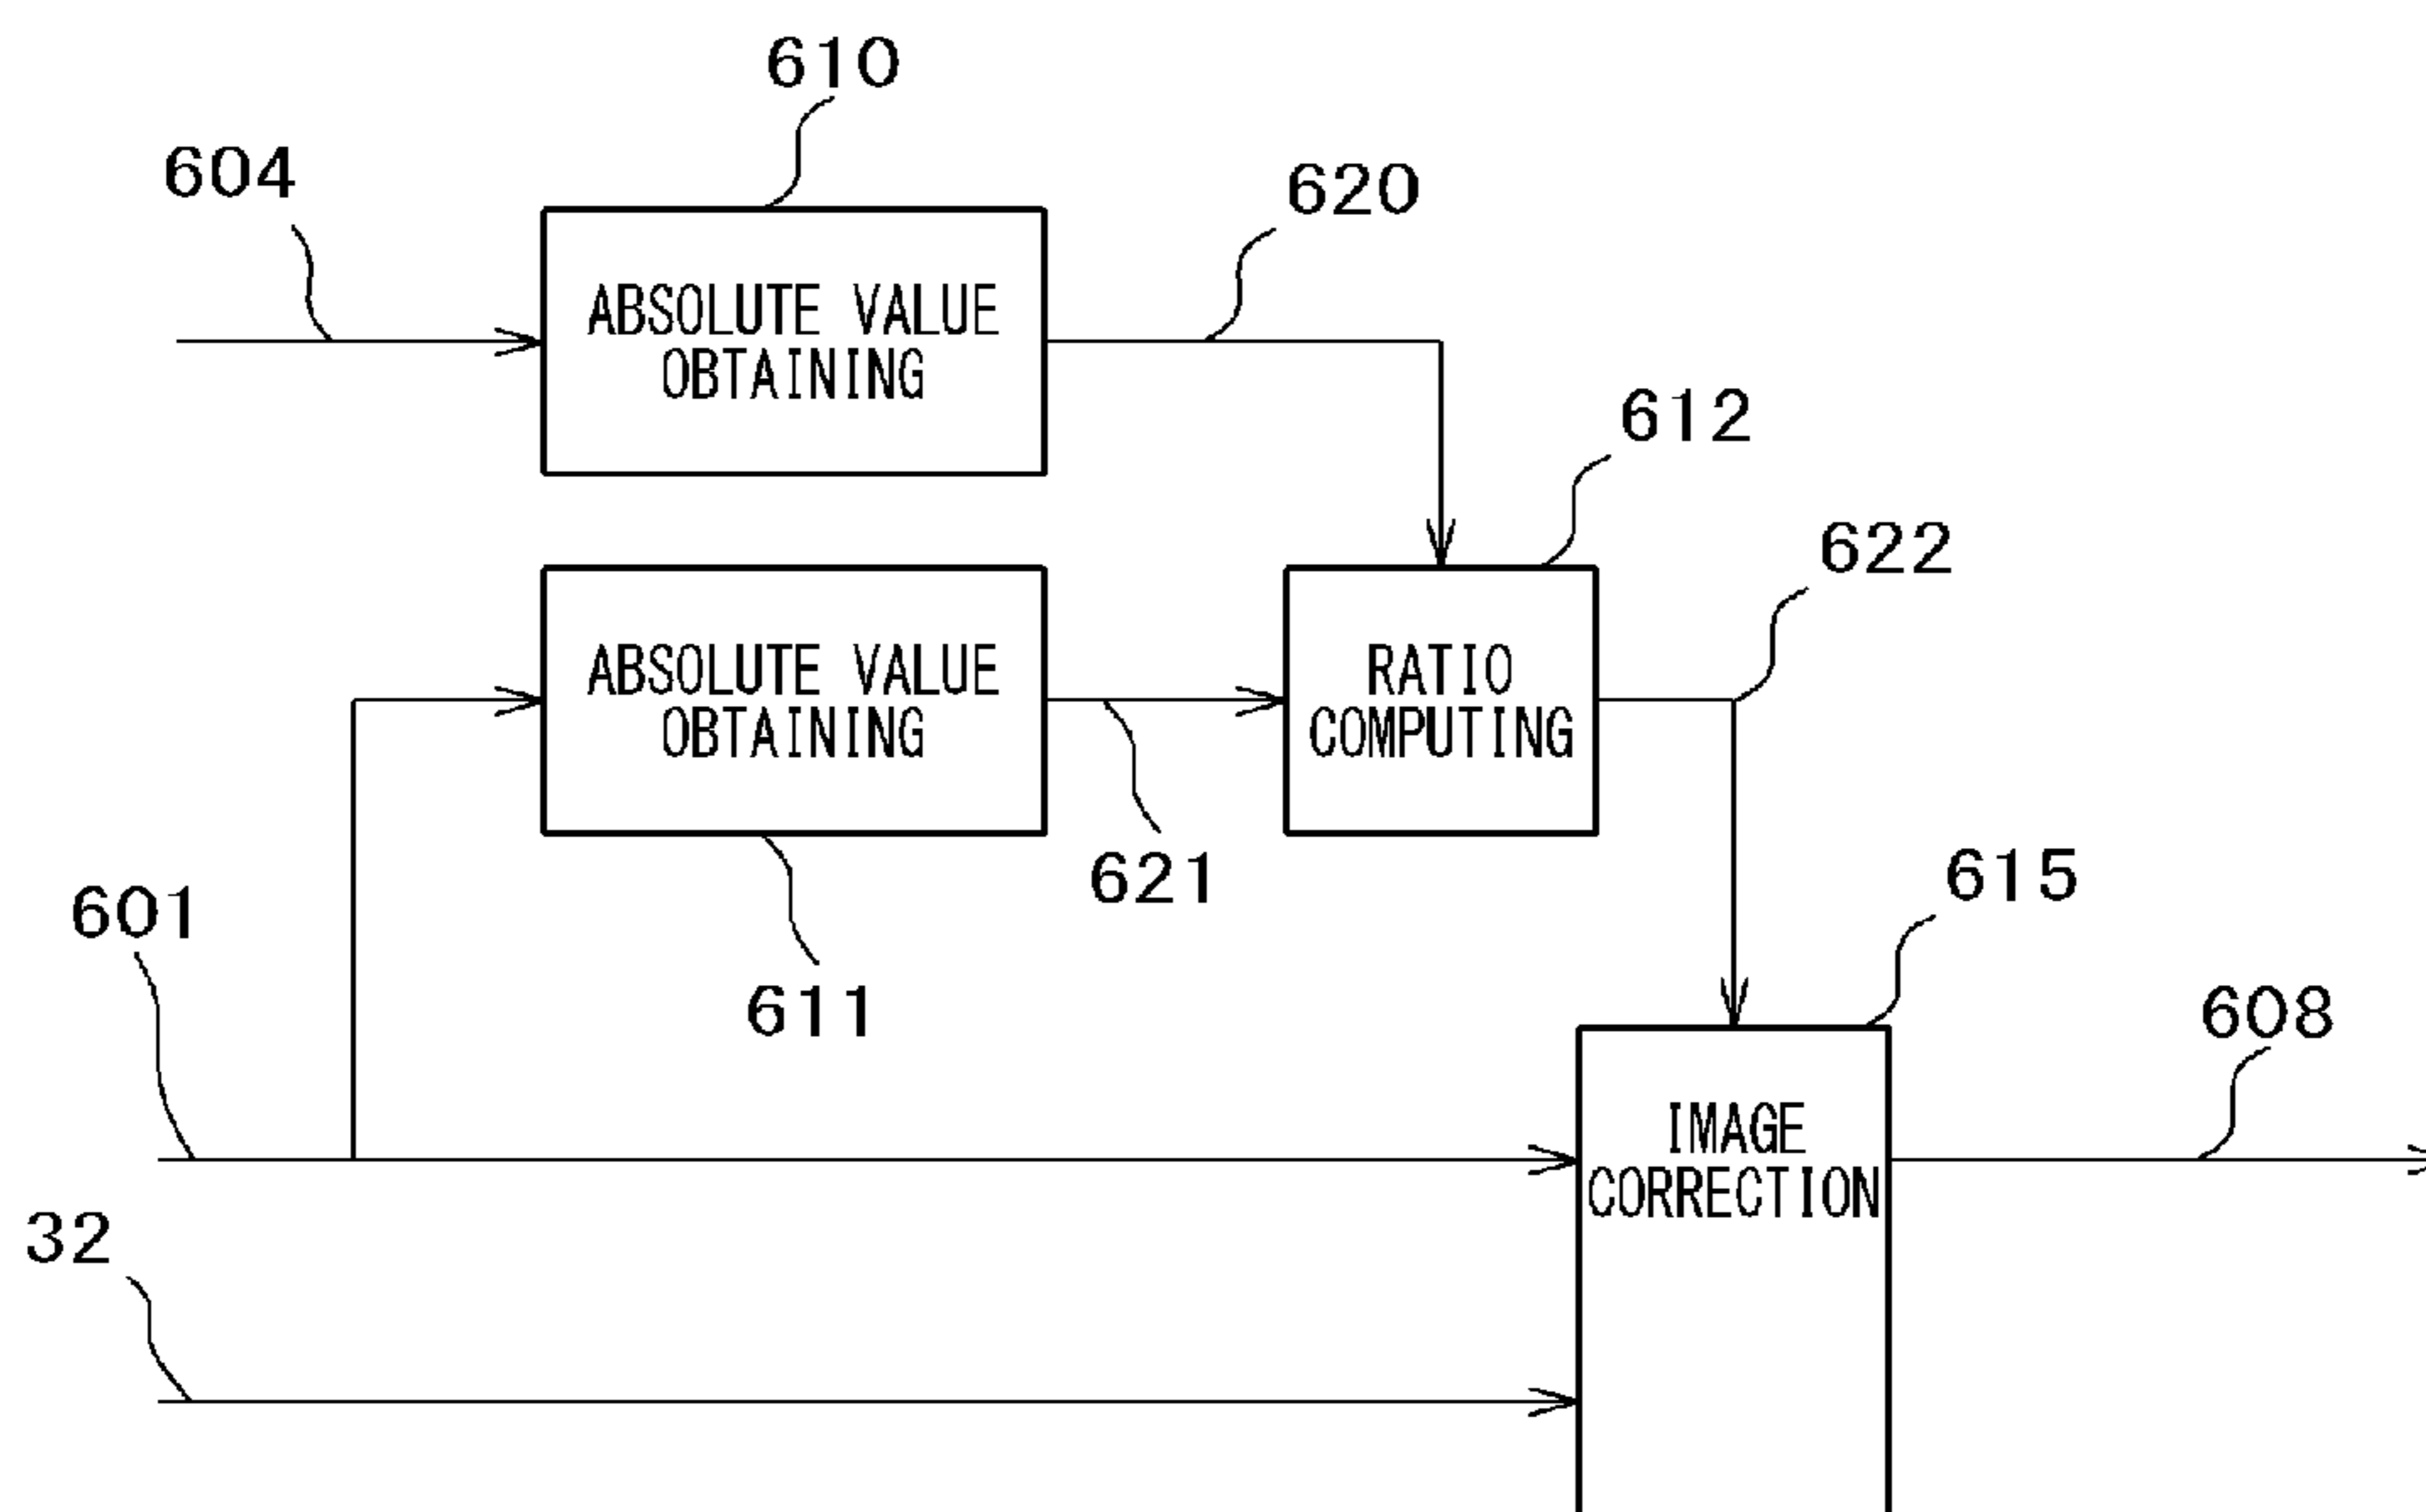 610
604
620
ABSOLUTE VALUE
OBTAINING
612
622
ABSOLUTE VALUE
OBTAINING
RATIO
COMPUTING
621
615
601
611
608
IMAGE
CORRECTION
32